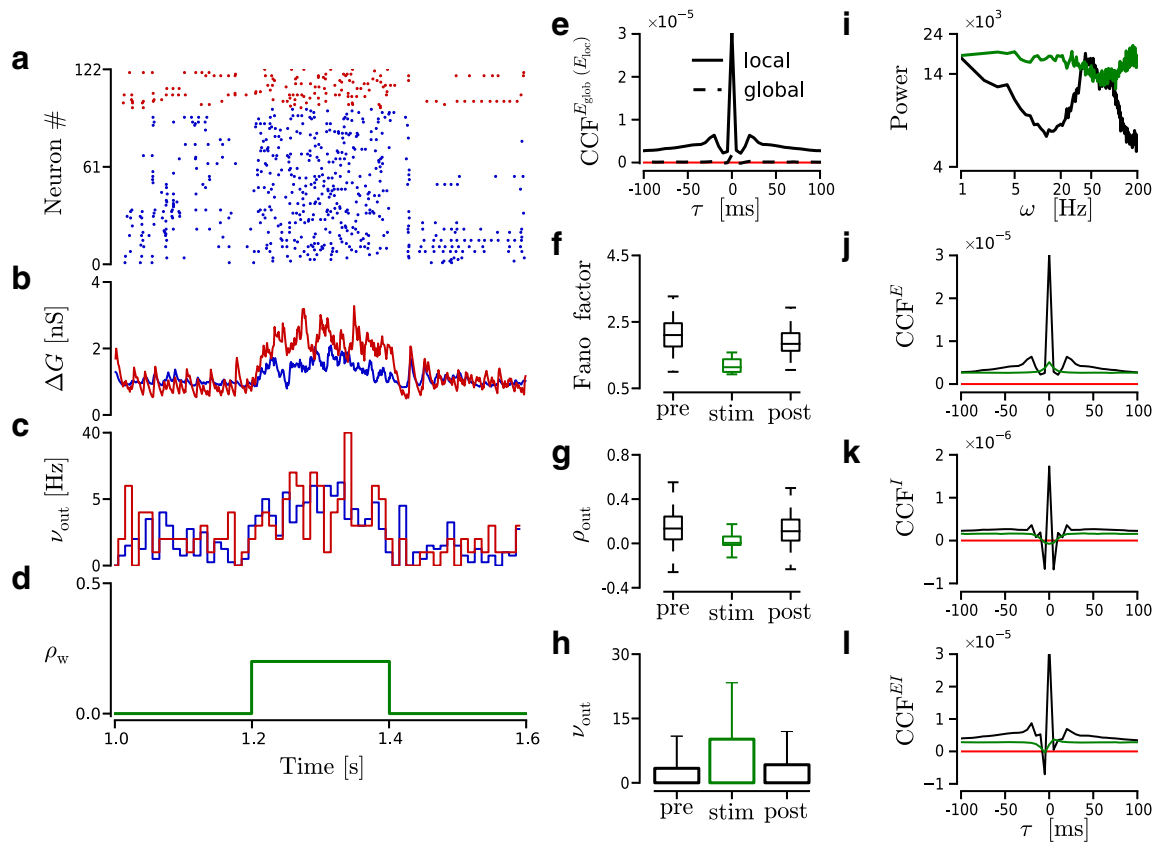 a
122
61
0
Neuron #
b
4
2
0
ΔG [nS]
c
40
5
0
ν_out [Hz]
d
0.5
0.0
ρ_w
1.0 1.2 1.4 1.6
Time [s]
e
×10^-5
3
2
1
0
CCF^{E_glob (E_loc)}
local
global
-100 -50 0 50 100
τ [ms]
f
4.5
2.5
0.5
Fano factor
pre stim post
g
0.8
0.4
0.0
-0.4
ρ_out
pre stim post
h
30
15
0
ν_out
pre stim post
i
×10^3
24
14
4
Power
1 5 20 50 200
ω [Hz]
j
×10^-5
3
2
1
0
CCF^E
-100 -50 0 50 100
k
×10^-6
2
1
0
−1
CCF^I
-100 -50 0 50 100
l
×10^-5
3
2
1
0
−1
CCF^{EI}
-100 -50 0 50 100
τ [ms]